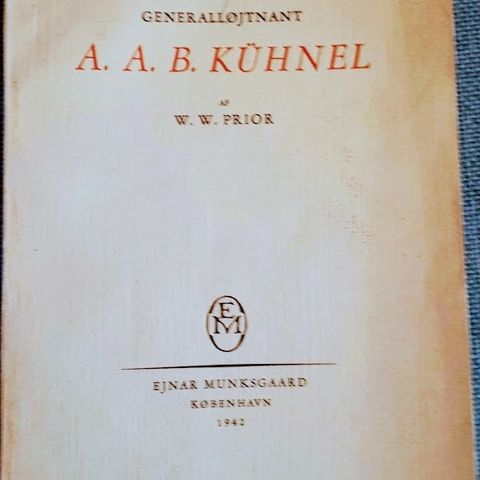 GENERALLØJTNANT
A. A. B. KÜHNEL
AF
W. W. PRIOR
EM
EJNAR MUNKSGAARD
KØBENHAVN
1942